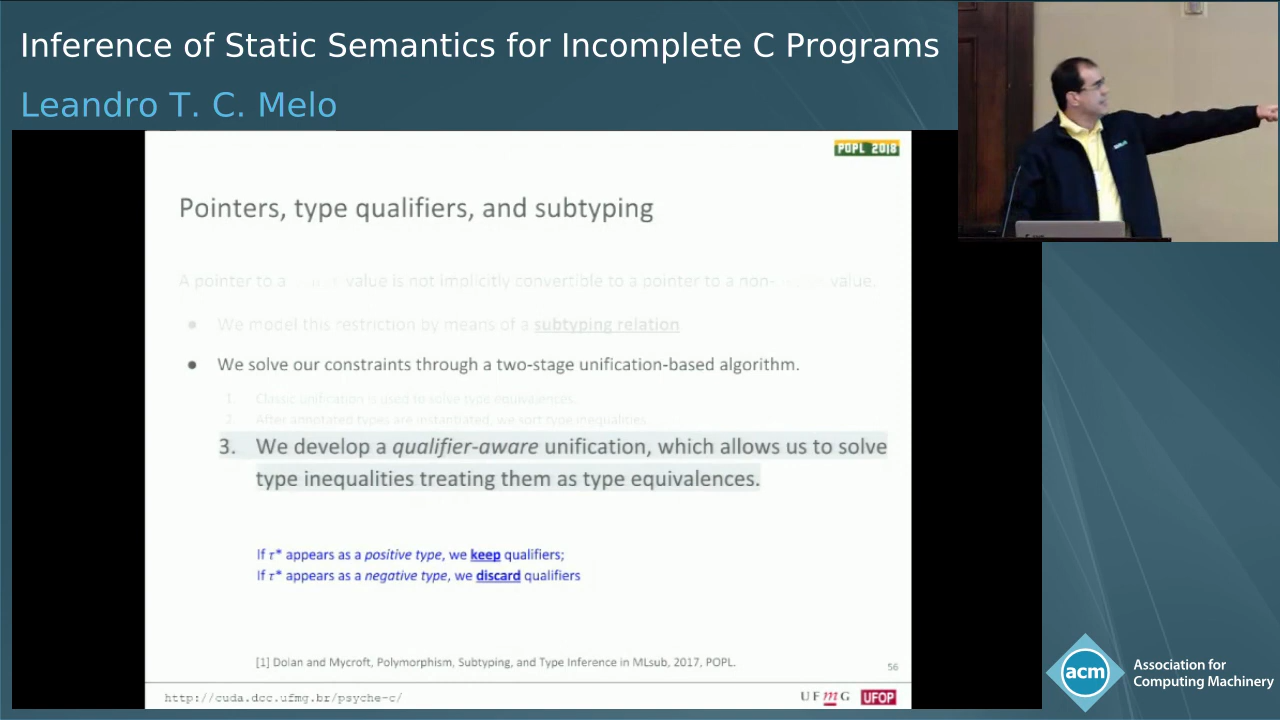 Inference of Static Semantics for Incomplete C Programs
Leandro T. C. Melo
POPL 2018
Pointers, type qualifiers, and subtyping
A pointer to a value is not implicitly convertible to a pointer to a non- value.
● We model this restriction by means of a subtyping relation
● We solve our constraints through a two-stage unification-based algorithm.
1. Classic unification is used to solve type equivalences.
2. After annotated types are instantiated, we sort type inequalities
3. We develop a qualifier-aware unification, which allows us to solve
type inequalities treating them as type equivalences.
If τ* appears as a positive type, we keep qualifiers;
If τ* appears as a negative type, we discard qualifiers
[1] Dolan and Mycroft, Polymorphism, Subtyping, and Type Inference in MLsub, 2017, POPL.
56
http://cuda.dcc.ufmg.br/psyche-c/
UFmG UFOP
acm
Association for
Computing Machinery